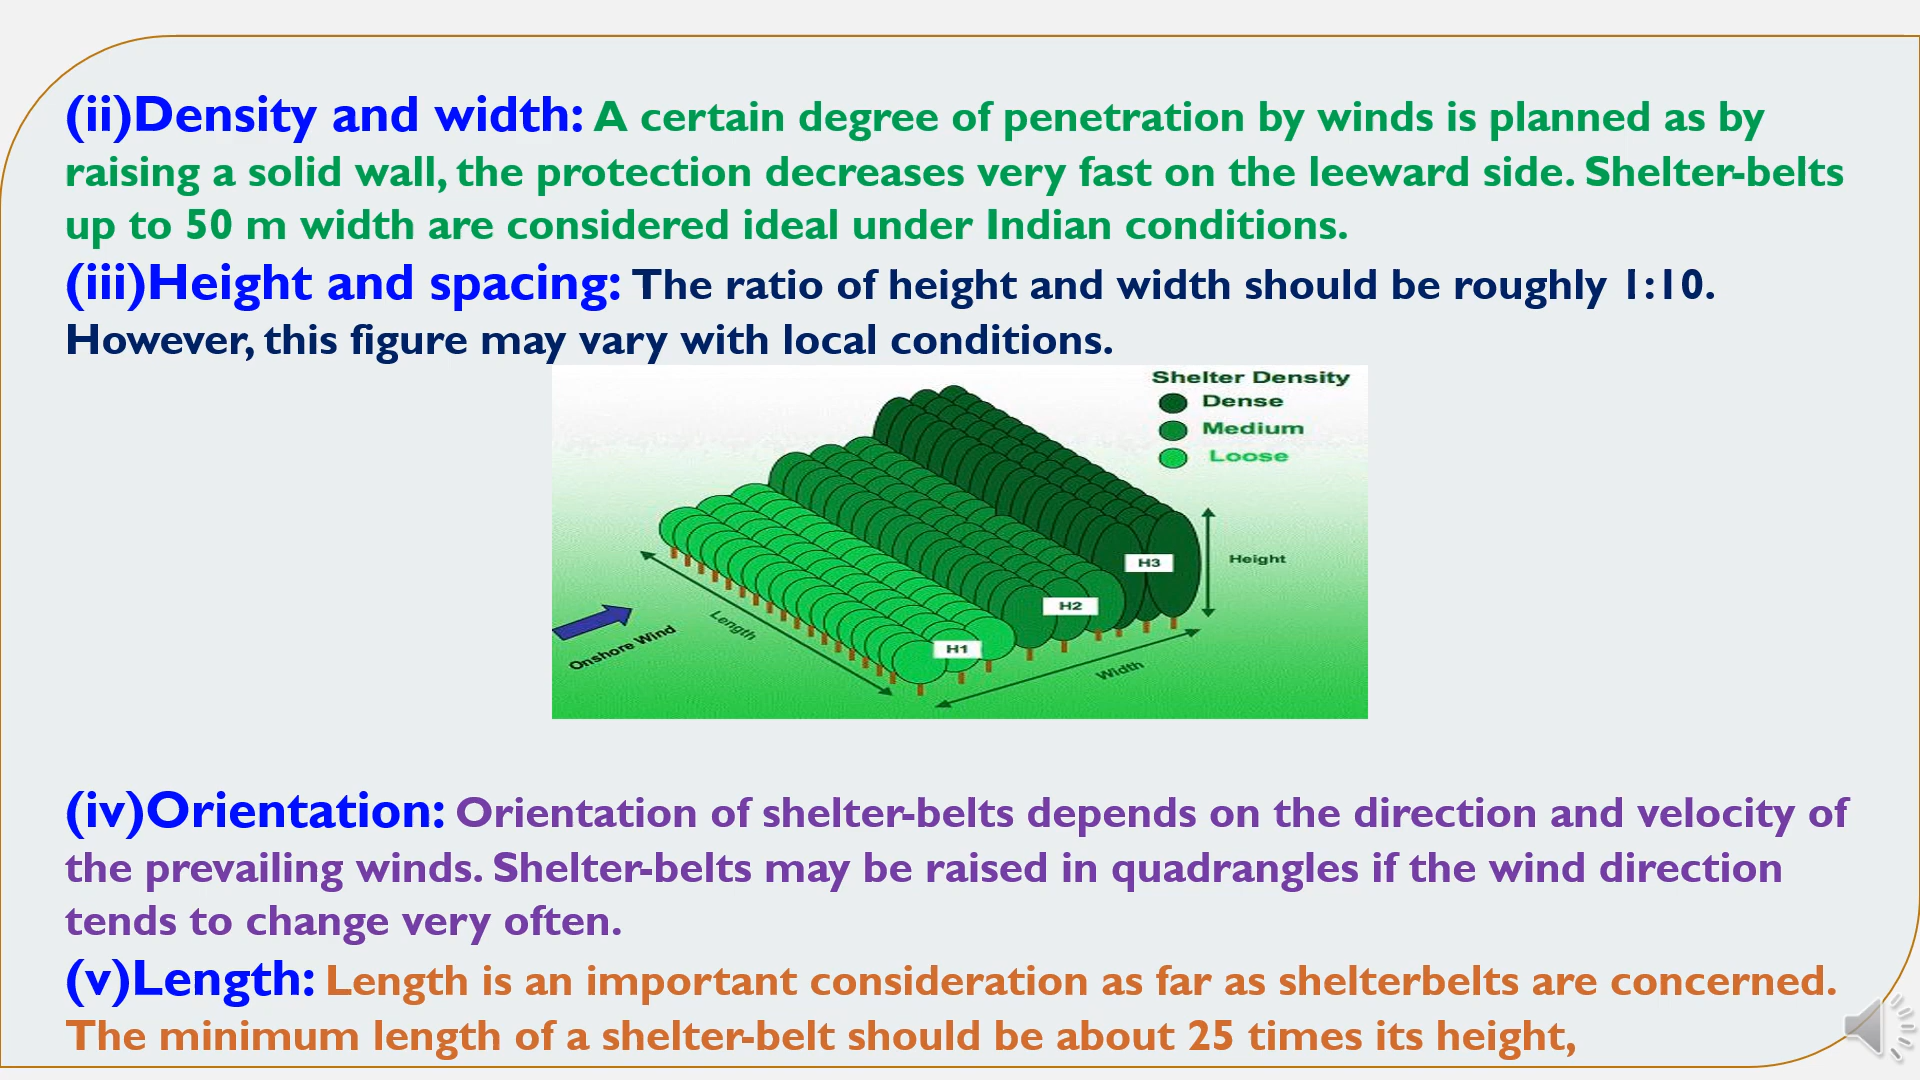 (ii)Density and width: A certain degree of penetration by winds is planned as by
raising a solid wall, the protection decreases very fast on the leeward side. Shelter-belts
up to 50 m width are considered ideal under Indian conditions.
(iii)Height and spacing: The ratio of height and width should be roughly 1:10.
However, this figure may vary with local conditions.
Shelter Density
Dense
Medium
Loose
H3
Height
H2
H1
Length
Onshore Wind
Width
(iv)Orientation: Orientation of shelter-belts depends on the direction and velocity of
the prevailing winds. Shelter-belts may be raised in quadrangles if the wind direction
tends to change very often.
(v)Length: Length is an important consideration as far as shelterbelts are concerned.
The minimum length of a shelter-belt should be about 25 times its height,